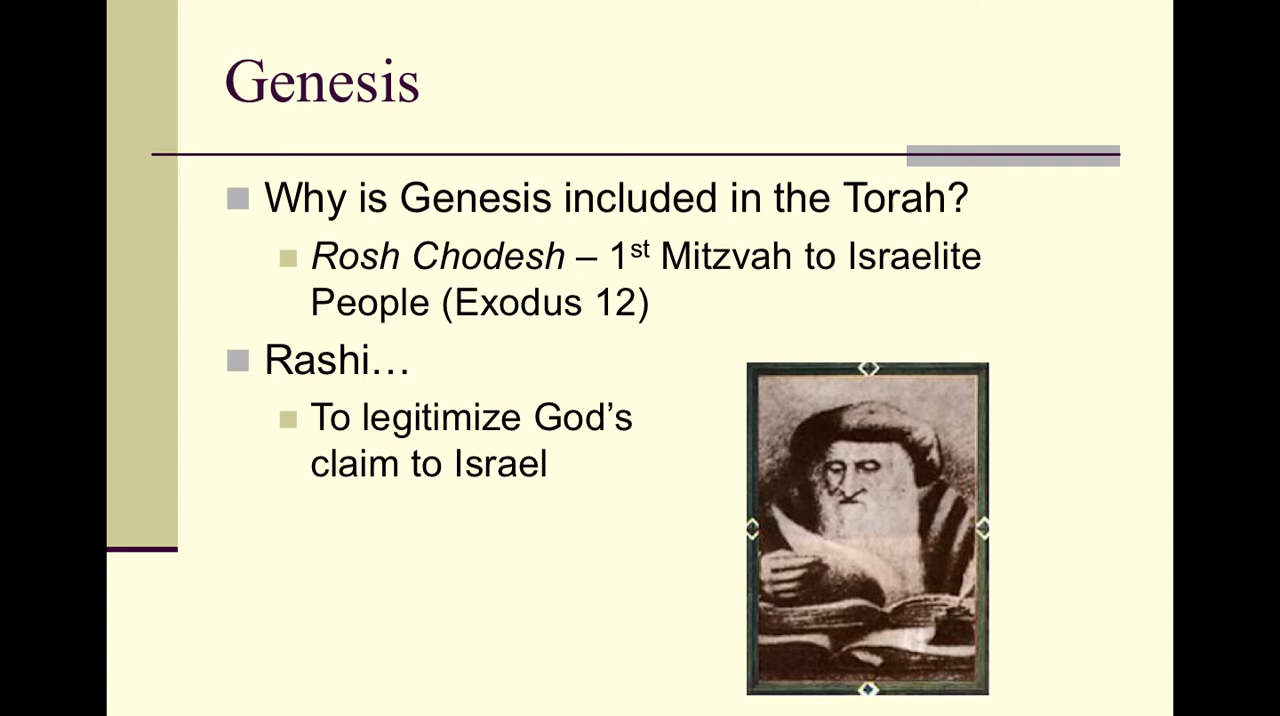 Genesis
Why is Genesis included in the Torah?
Rosh Chodesh – 1st Mitzvah to Israelite
People (Exodus 12)
Rashi…
To legitimize God’s
claim to Israel